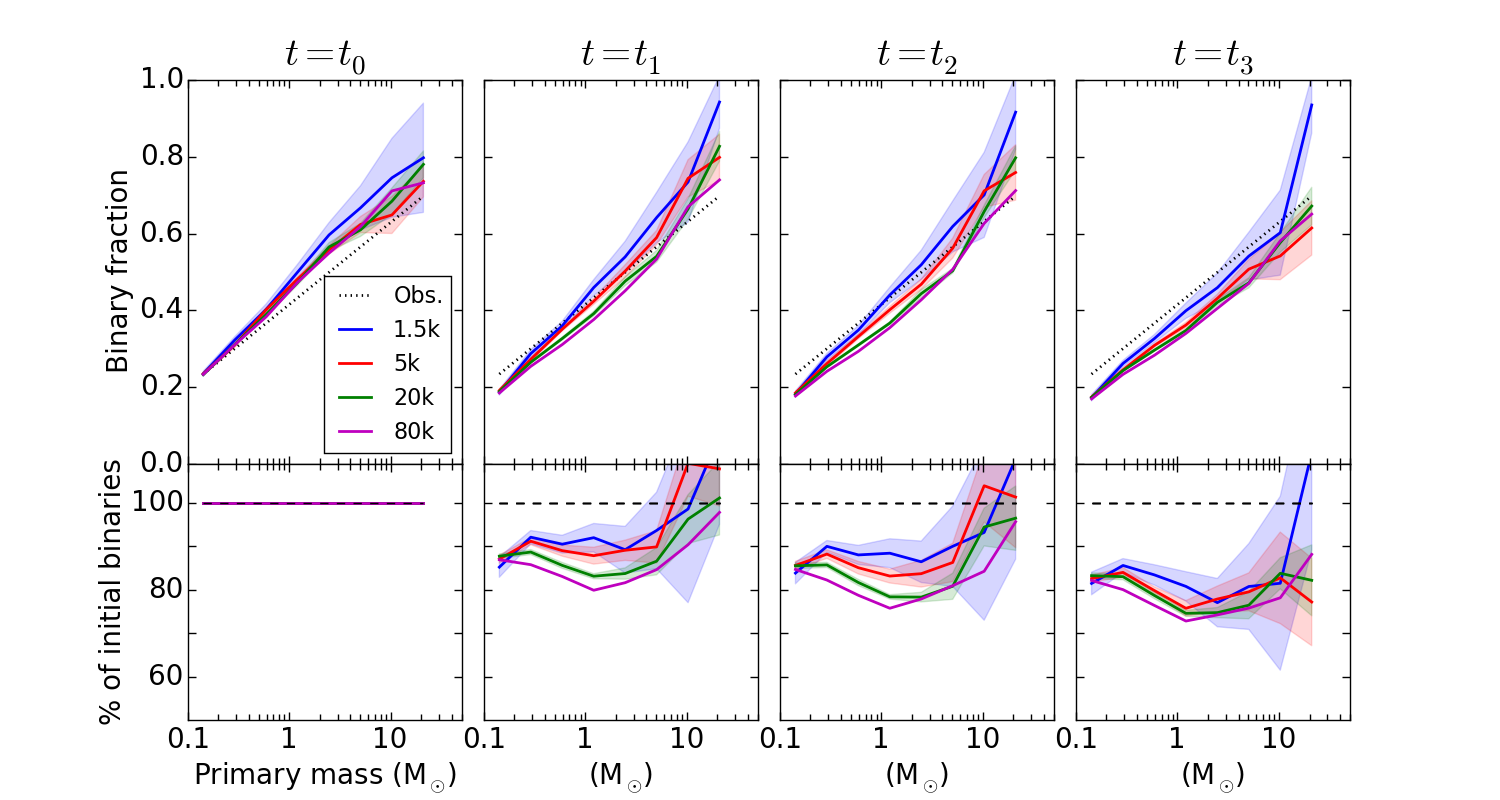 t = t₀
t = t₁
t = t₂
t = t₃
1.0
0.8
0.6
0.4
0.2
0.0
Binary fraction
Obs.
1.5k
5k
20k
80k
100
80
60
% of initial binaries
0.1 1 10
0.1 1 10
0.1 1 10
0.1 1 10
Primary mass (M⊙)
(M⊙)
(M⊙)
(M⊙)